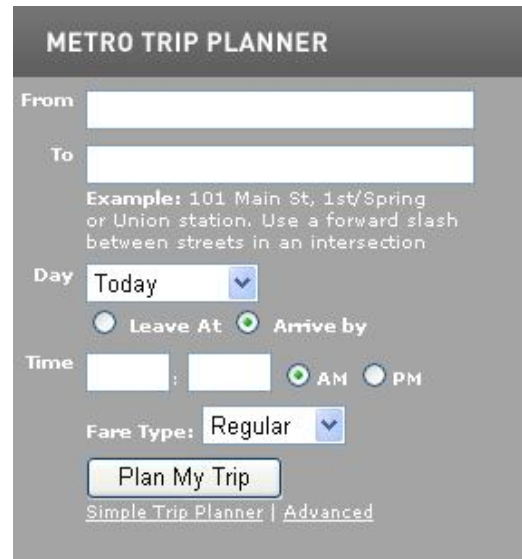 METRO TRIP PLANNER
From
To
Example: 101 Main St, 1st/Spring
or Union station. Use a forward slash
between streets in an intersection
Day Today
Leave At Arrive by
Time : AM PM
Fare Type: Regular
Plan My Trip
Simple Trip Planner | Advanced